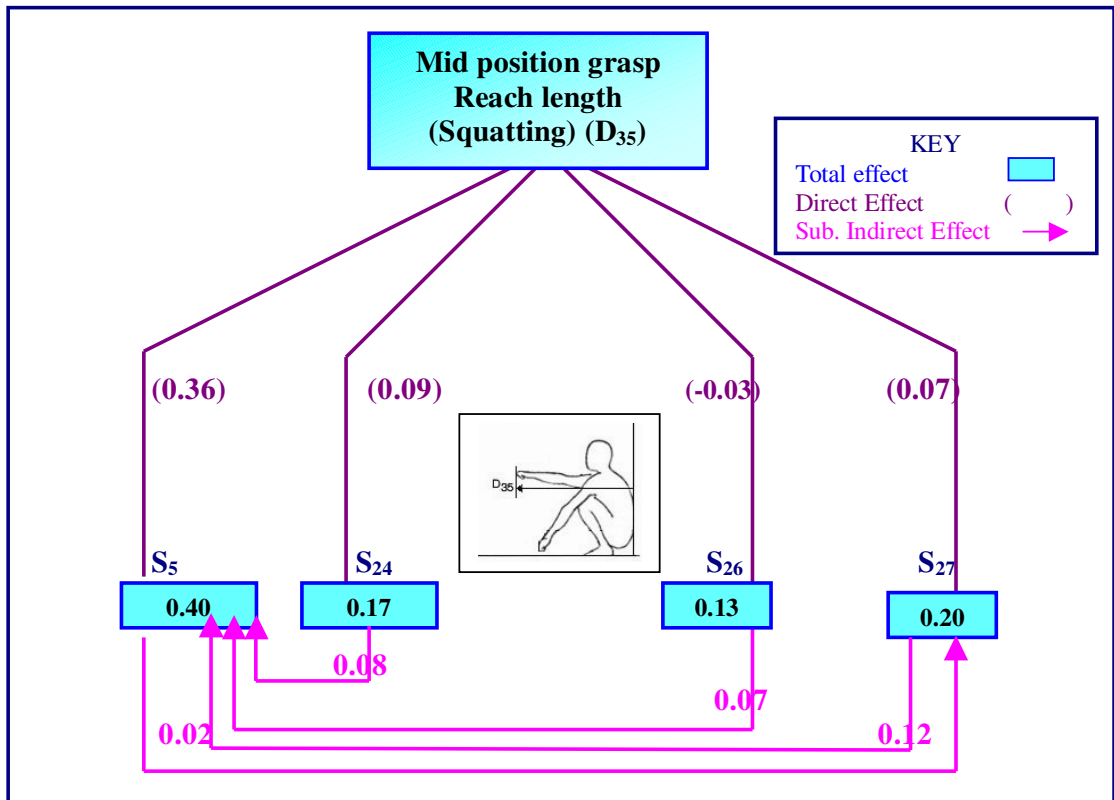 Mid position grasp
Reach length
(Squatting) (D₃₅)
KEY
Total effect
Direct Effect ( )
Sub. Indirect Effect
(0.36) (0.09) (-0.03) (0.07)
D₃₅
S₅ S₂₄ S₂₆ S₂₇
0.40 0.17 0.13 0.20
0.08
0.07
0.02 0.12